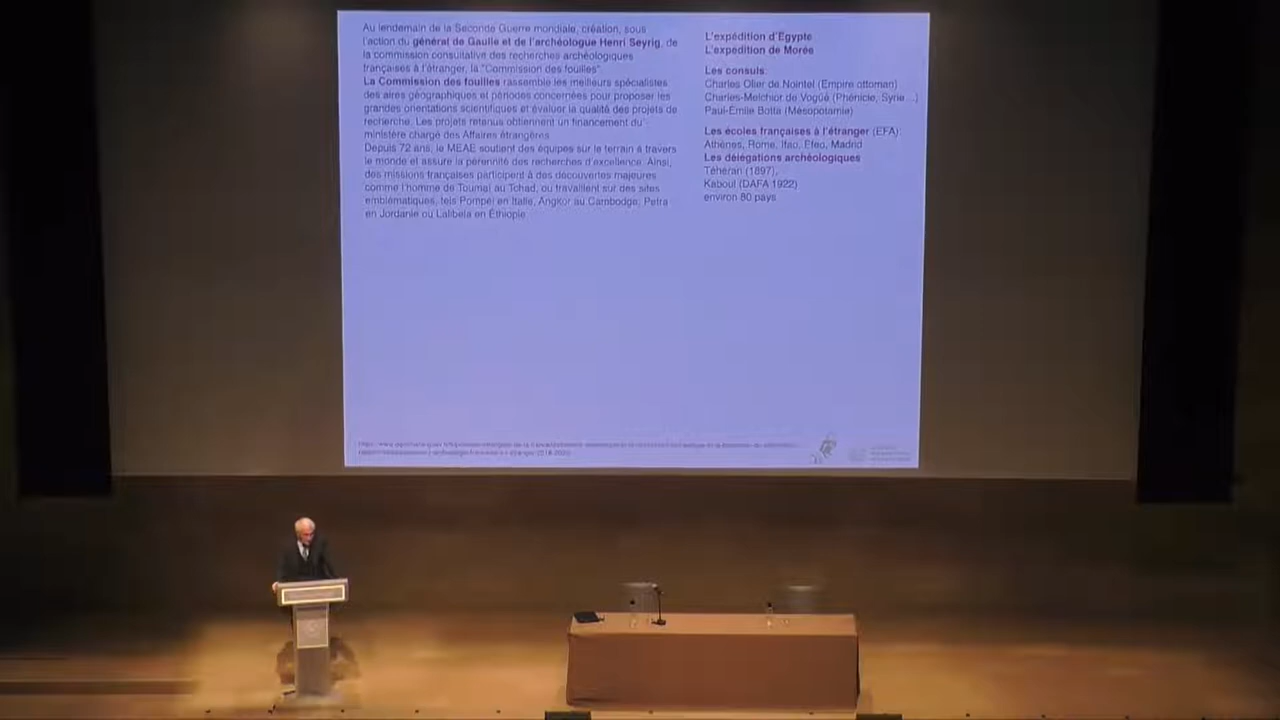 Au lendemain de la Seconde Guerre mondiale, création, sous
l'action du général de Gaulle et de l'archéologue Henri Seyrig, de
la commission consultative des recherches archéologiques
françaises à l'étranger, la "Commission des fouilles".
La Commission des fouilles rassemble les meilleurs spécialistes
des aires géographiques et périodes concernées pour proposer les
grandes orientations scientifiques et évaluer la qualité des projets de
recherche. Les projets retenus obtiennent un financement du
ministère chargé des Affaires étrangères.
Depuis 72 ans, le MEAE soutient des équipes sur le terrain à travers
le monde et assure la pérennité des recherches d'excellence. Ainsi,
des missions françaises participent à des découvertes majeures
comme l'homme de Toumaï au Tchad, ou travaillent sur des sites
emblématiques, tels Pompéi en Italie, Angkor au Cambodge, Petra
en Jordanie ou Lalibela en Éthiopie
L'expédition d'Egypte
L'expédition de Morée
Les consuls:
Charles Olier de Nointel (Empire ottoman)
Charles-Melchior de Vogüé (Phénicie, Syrie...)
Paul-Émile Botta (Mésopotamie)
Les écoles françaises à l'étranger (EFA):
Athènes, Rome, Ifao, Efeo, Madrid
Les délégations archéologiques
Téhéran (1897),
Kaboul (DAFA 1922)
environ 80 pays